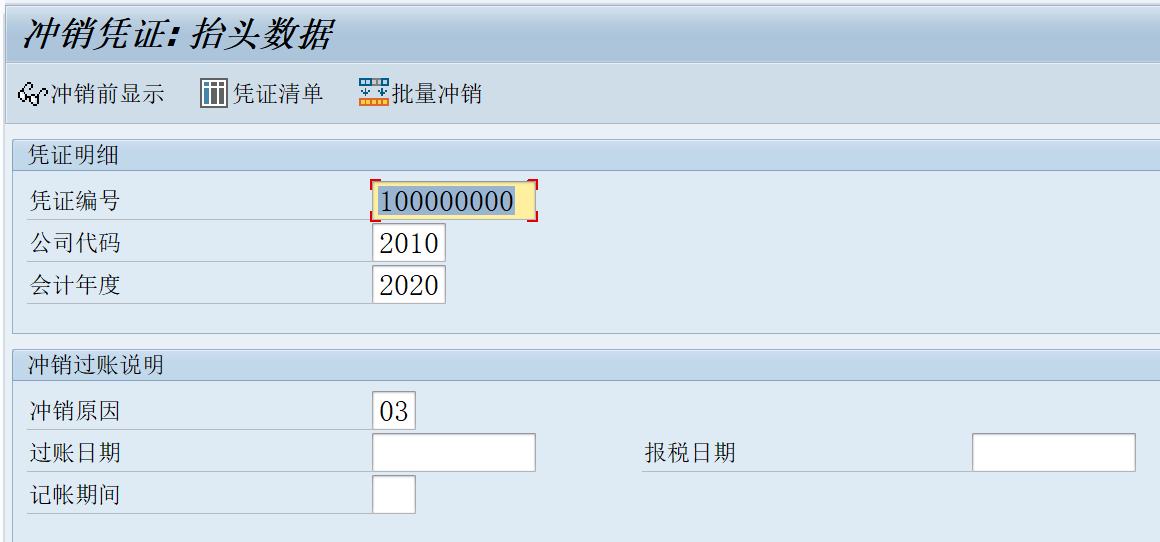 冲销凭证: 抬头数据
冲销前显示 凭证清单 批量冲销
凭证明细
凭证编号 100000000
公司代码 2010
会计年度 2020
冲销过账说明
冲销原因 03
过账日期 报税日期
记帐期间